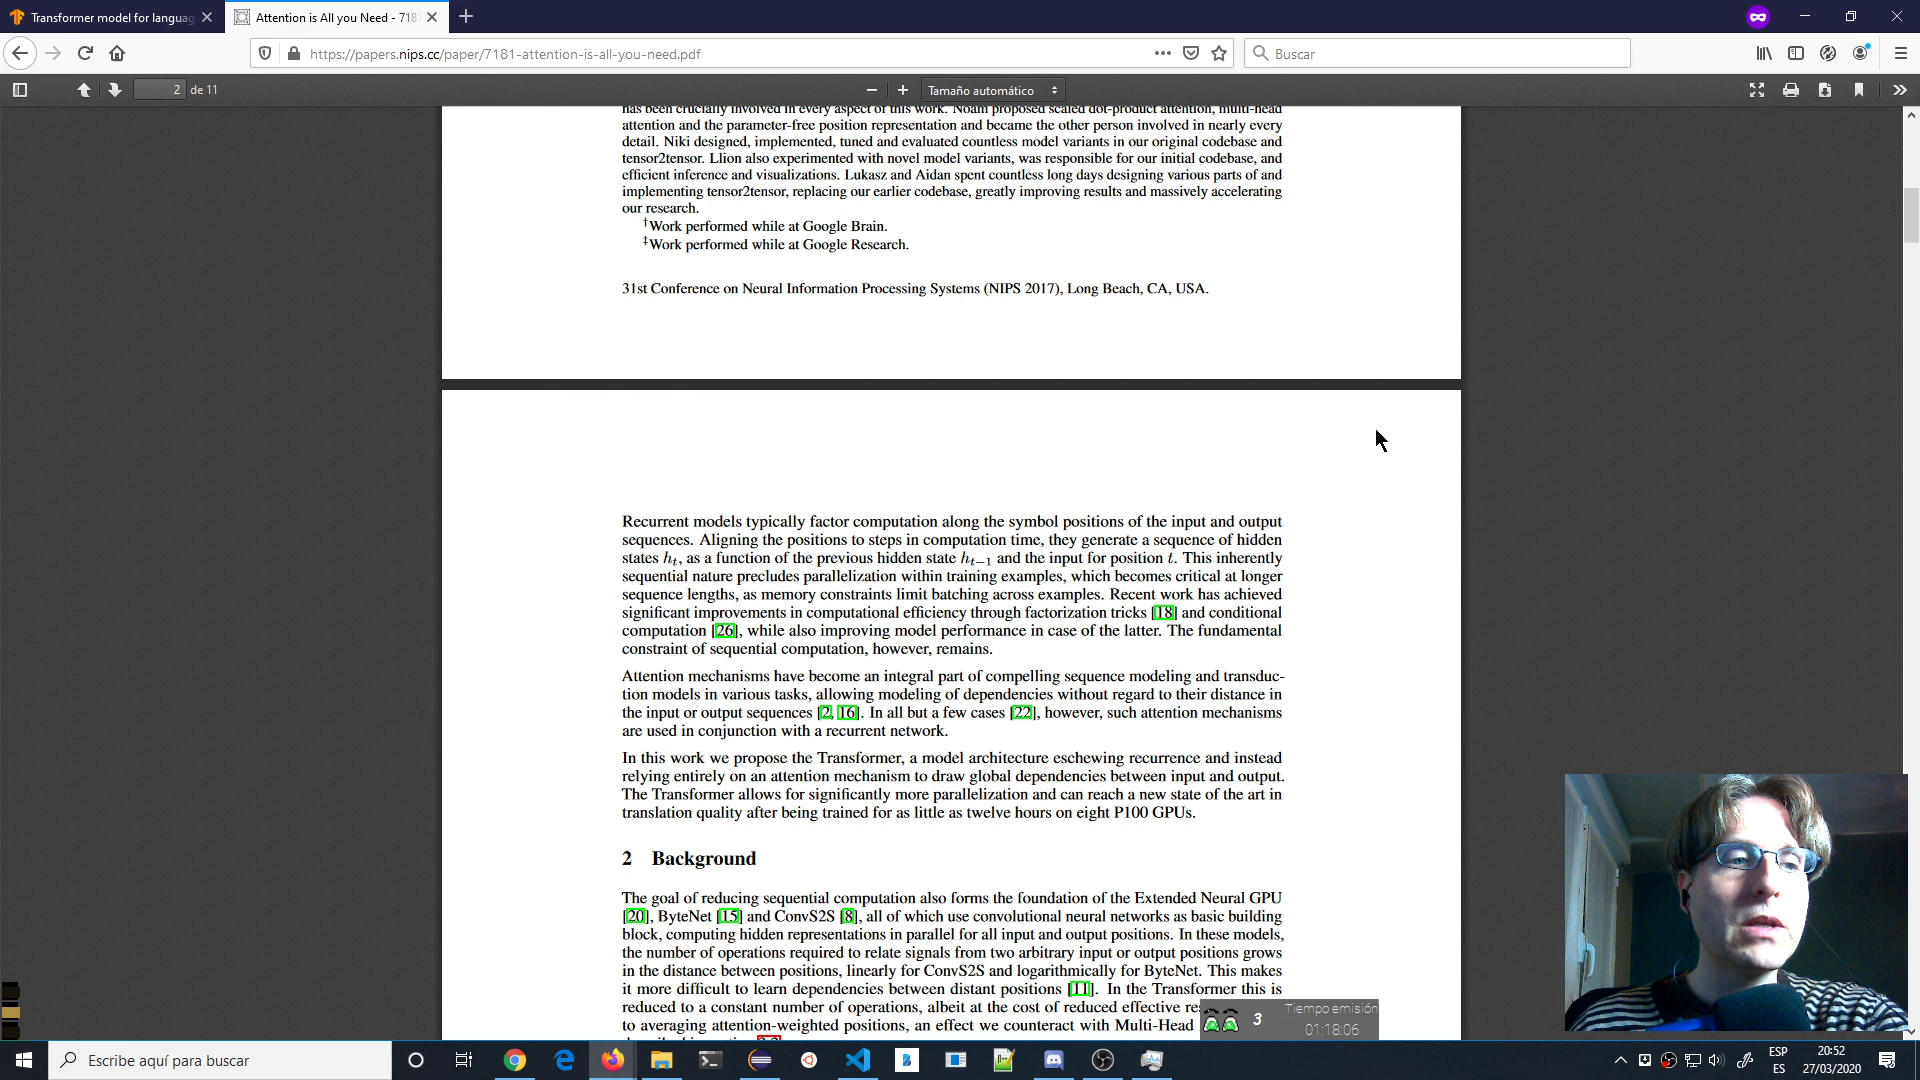 Transformer model for languag
Attention is All you Need - 718
https://papers.nips.cc/paper/7181-attention-is-all-you-need.pdf
Buscar
2 de 11
Tamaño automático
has been crucially involved in every aspect of this work. Noam proposed scaled dot-product attention, multi-head
attention and the parameter-free position representation and became the other person involved in nearly every
detail. Niki designed, implemented, tuned and evaluated countless model variants in our original codebase and
tensor2tensor. Llion also experimented with novel model variants, was responsible for our initial codebase, and
efficient inference and visualizations. Lukasz and Aidan spent countless long days designing various parts of and
implementing tensor2tensor, replacing our earlier codebase, greatly improving results and massively accelerating
our research.
†Work performed while at Google Brain.
‡Work performed while at Google Research.
31st Conference on Neural Information Processing Systems (NIPS 2017), Long Beach, CA, USA.
Recurrent models typically factor computation along the symbol positions of the input and output
sequences. Aligning the positions to steps in computation time, they generate a sequence of hidden
states hₜ, as a function of the previous hidden state hₜ₋₁ and the input for position t. This inherently
sequential nature precludes parallelization within training examples, which becomes critical at longer
sequence lengths, as memory constraints limit batching across examples. Recent work has achieved
significant improvements in computational efficiency through factorization tricks [18] and conditional
computation [26], while also improving model performance in case of the latter. The fundamental
constraint of sequential computation, however, remains.
Attention mechanisms have become an integral part of compelling sequence modeling and transduc-
tion models in various tasks, allowing modeling of dependencies without regard to their distance in
the input or output sequences [2, 16]. In all but a few cases [22], however, such attention mechanisms
are used in conjunction with a recurrent network.
In this work we propose the Transformer, a model architecture eschewing recurrence and instead
relying entirely on an attention mechanism to draw global dependencies between input and output.
The Transformer allows for significantly more parallelization and can reach a new state of the art in
translation quality after being trained for as little as twelve hours on eight P100 GPUs.
2 Background
The goal of reducing sequential computation also forms the foundation of the Extended Neural GPU
[20], ByteNet [15] and ConvS2S [8], all of which use convolutional neural networks as basic building
block, computing hidden representations in parallel for all input and output positions. In these models,
the number of operations required to relate signals from two arbitrary input or output positions grows
in the distance between positions, linearly for ConvS2S and logarithmically for ByteNet. This makes
it more difficult to learn dependencies between distant positions [11]. In the Transformer this is
reduced to a constant number of operations, albeit at the cost of reduced effective re
to averaging attention-weighted positions, an effect we counteract with Multi-Head
3
Tiempo emisión
01:18:06
Escribe aquí para buscar
ESP
ES
20:52
27/03/2020